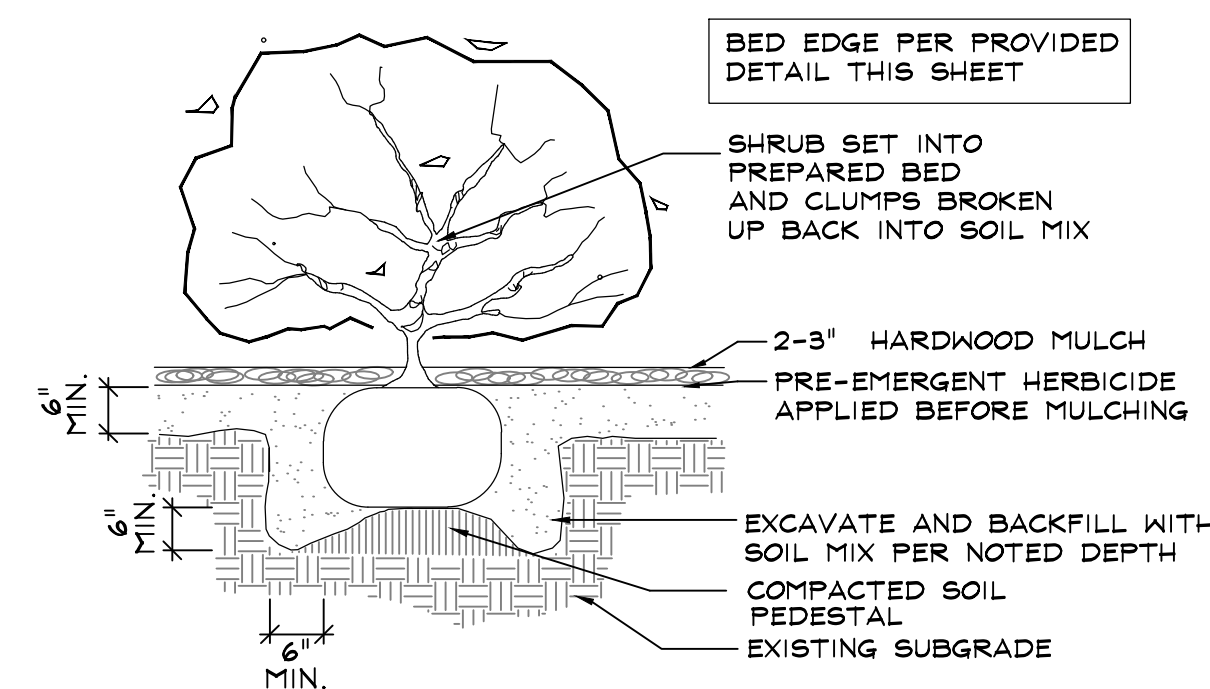 BED EDGE PER PROVIDED
DETAIL THIS SHEET
SHRUB SET INTO
PREPARED BED
AND CLUMPS BROKEN
UP BACK INTO SOIL MIX
2-3" HARDWOOD MULCH
PRE-EMERGENT HERBICIDE
APPLIED BEFORE MULCHING
6"
MIN.
6"
MIN.
EXCAVATE AND BACKFILL WITH
SOIL MIX PER NOTED DEPTH
COMPACTED SOIL
PEDESTAL
EXISTING SUBGRADE
6"
MIN.